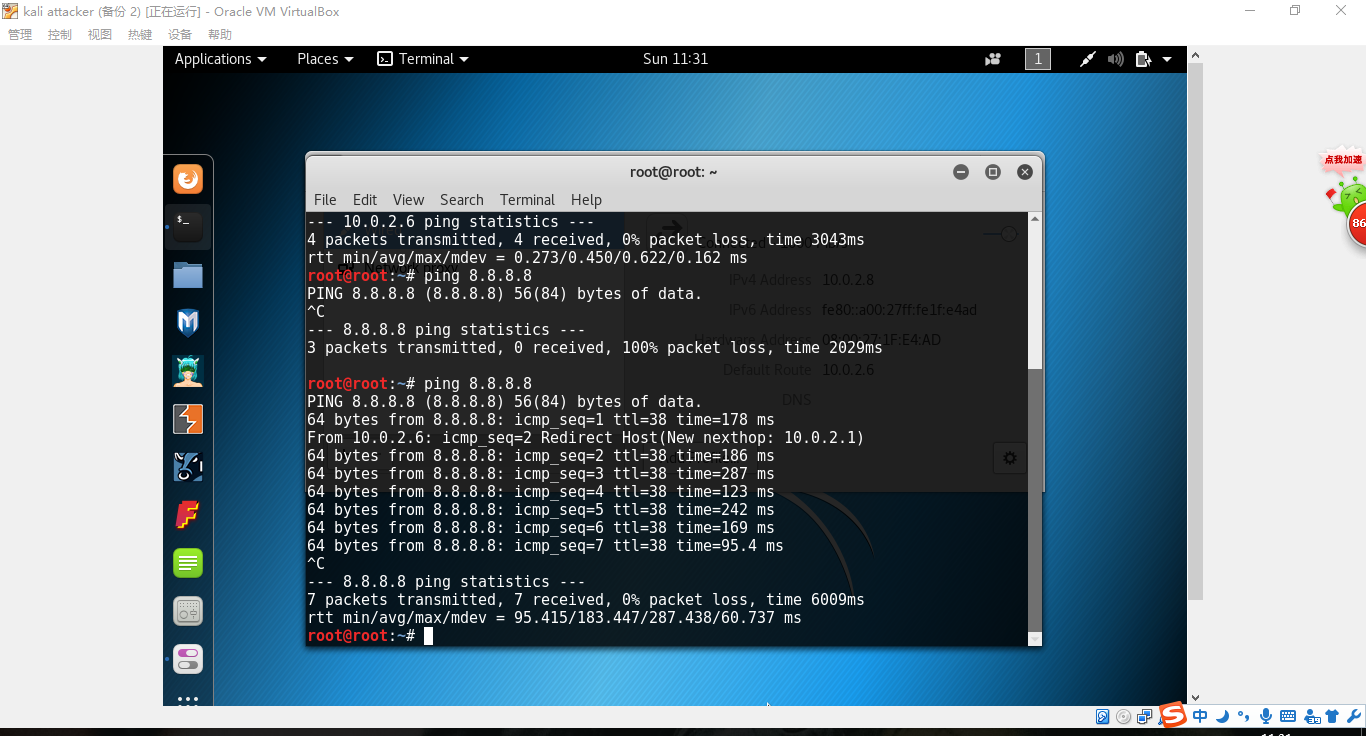 kali attacker (备份 2) [正在运行] - Oracle VM VirtualBox
管理 控制 视图 热键 设备 帮助
Applications Places Terminal Sun 11:31 1
root@root: ~
File Edit View Search Terminal Help
--- 10.0.2.6 ping statistics ---
4 packets transmitted, 4 received, 0% packet loss, time 3043ms
rtt min/avg/max/mdev = 0.273/0.450/0.622/0.162 ms
root@root:~# ping 8.8.8.8
PING 8.8.8.8 (8.8.8.8) 56(84) bytes of data.
^C
--- 8.8.8.8 ping statistics ---
3 packets transmitted, 0 received, 100% packet loss, time 2029ms
root@root:~# ping 8.8.8.8
PING 8.8.8.8 (8.8.8.8) 56(84) bytes of data.
64 bytes from 8.8.8.8: icmp_seq=1 ttl=38 time=178 ms
From 10.0.2.6: icmp_seq=2 Redirect Host(New nexthop: 10.0.2.1)
64 bytes from 8.8.8.8: icmp_seq=2 ttl=38 time=186 ms
64 bytes from 8.8.8.8: icmp_seq=3 ttl=38 time=287 ms
64 bytes from 8.8.8.8: icmp_seq=4 ttl=38 time=123 ms
64 bytes from 8.8.8.8: icmp_seq=5 ttl=38 time=242 ms
64 bytes from 8.8.8.8: icmp_seq=6 ttl=38 time=169 ms
64 bytes from 8.8.8.8: icmp_seq=7 ttl=38 time=95.4 ms
^C
--- 8.8.8.8 ping statistics ---
7 packets transmitted, 7 received, 0% packet loss, time 6009ms
rtt min/avg/max/mdev = 95.415/183.447/287.438/60.737 ms
root@root:~#
IPv4 Address 10.0.2.8
IPv6 Address fe80::a00:27ff:fe1f:e4ad
Hardware Address 08:00:27:1F:E4:AD
Default Route 10.0.2.6
DNS
点我加速
86
中